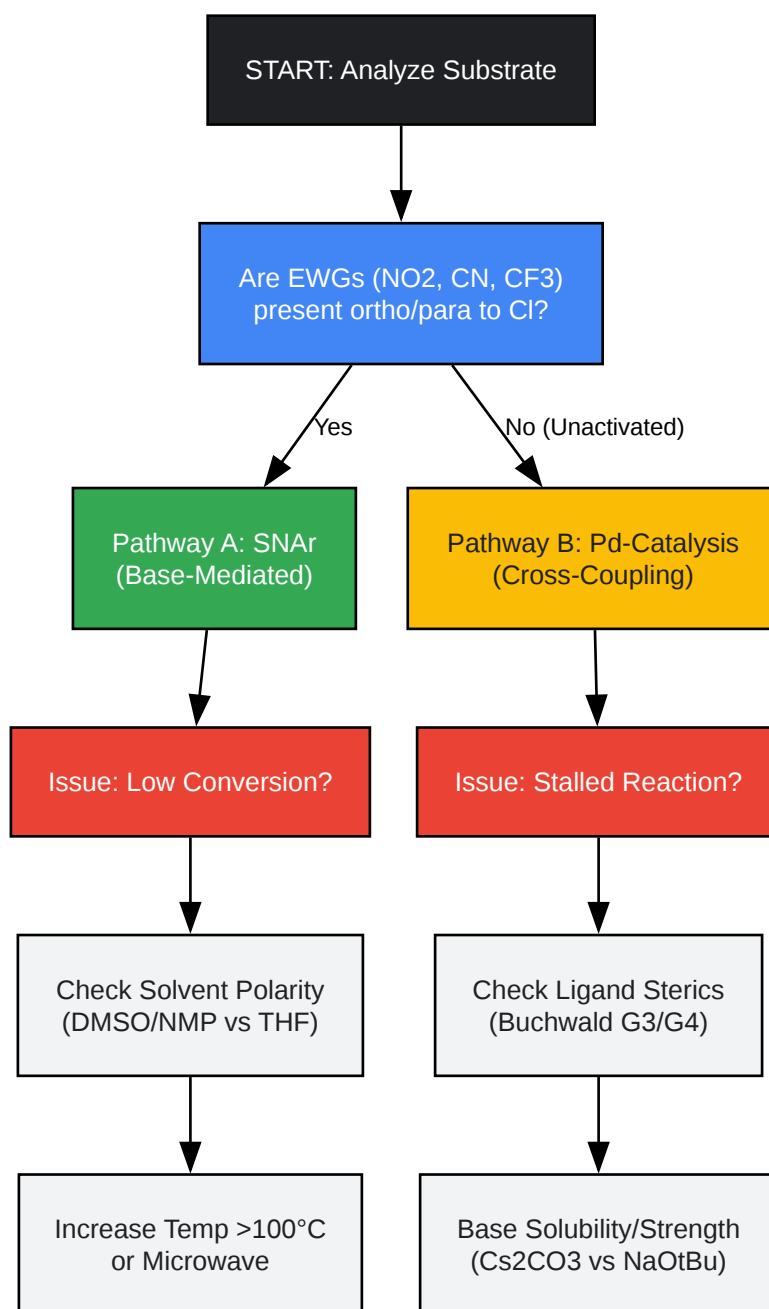 START: Analyze Substrate
Are EWGs (NO2, CN, CF3)
present ortho/para to Cl?
Yes
No (Unactivated)
Pathway A: SNAr
(Base-Mediated)
Pathway B: Pd-Catalysis
(Cross-Coupling)
Issue: Low Conversion?
Issue: Stalled Reaction?
Check Solvent Polarity
(DMSO/NMP vs THF)
Check Ligand Sterics
(Buchwald G3/G4)
Increase Temp >100°C
or Microwave
Base Solubility/Strength
(Cs2CO3 vs NaOtBu)